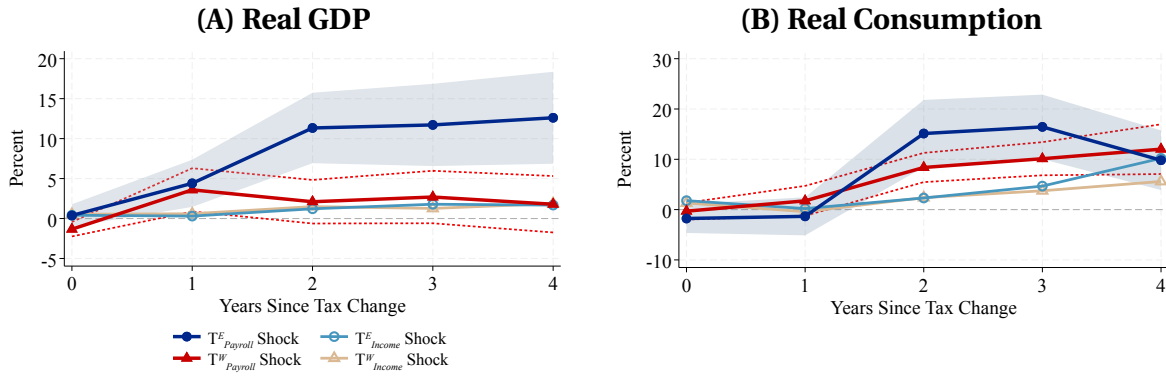 (A) Real GDP
Percent
20
15
10
5
0
-5
0 1 2 3 4
Years Since Tax Change
(B) Real Consumption
Percent
30
20
10
0
-10
0 1 2 3 4
Years Since Tax Change
T^E_Payroll Shock
T^E_Income Shock
T^W_Payroll Shock
T^W_Income Shock